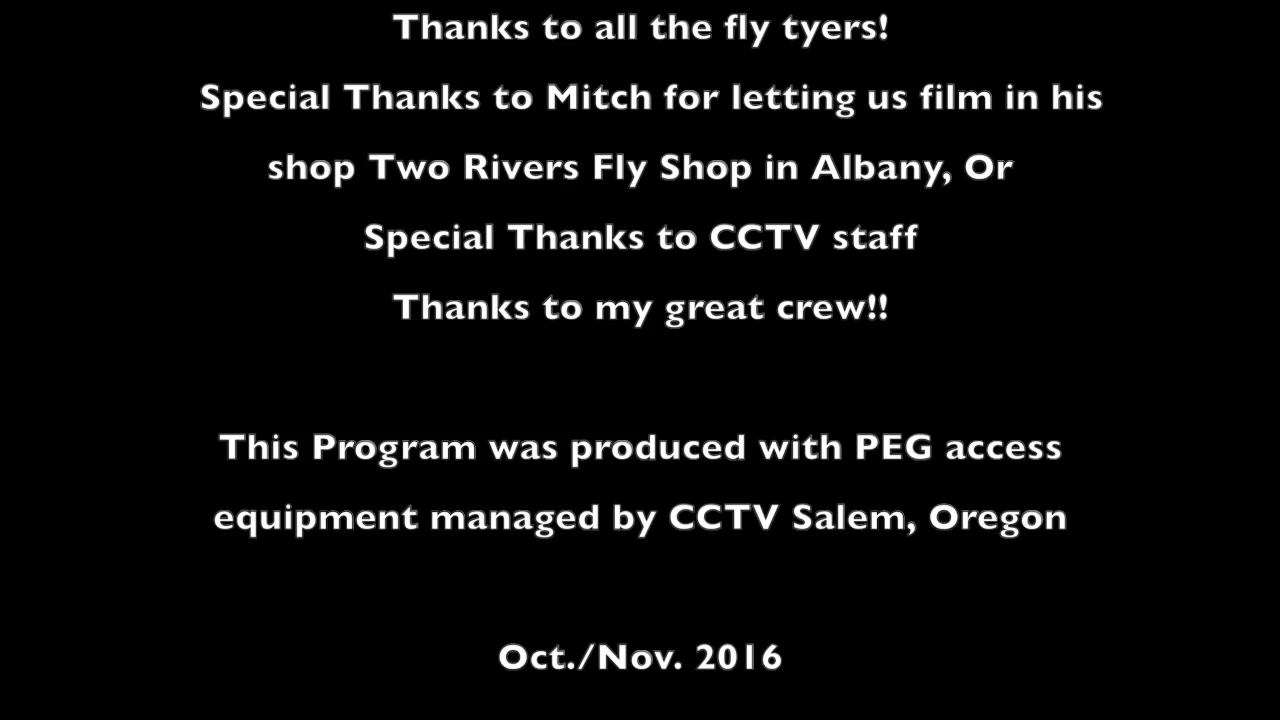 Thanks to all the fly tyers!
Special Thanks to Mitch for letting us film in his
shop Two Rivers Fly Shop in Albany, Or
Special Thanks to CCTV staff
Thanks to my great crew!!
This Program was produced with PEG access
equipment managed by CCTV Salem, Oregon
Oct./Nov. 2016